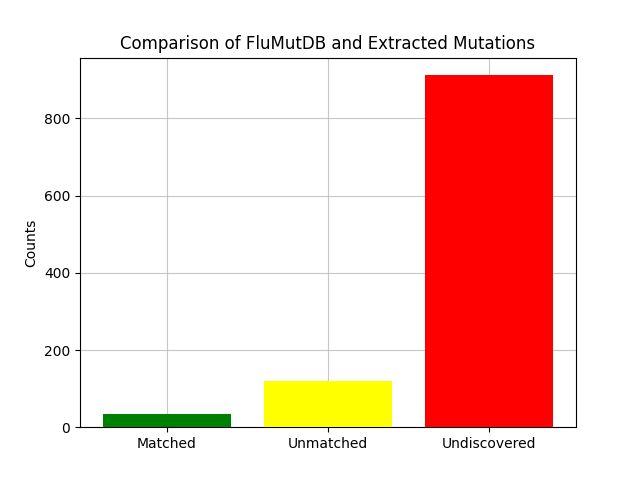 Comparison of FluMutDB and Extracted Mutations
Counts
800
600
400
200
0
Matched
Unmatched
Undiscovered